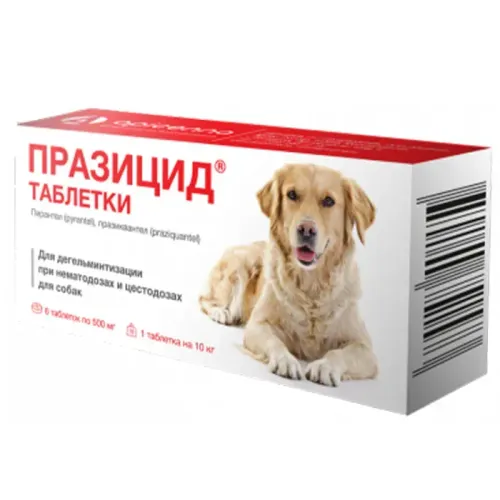 apicenna
ПРАЗИЦИД®
ТАБЛЕТКИ
Пирантел (pyrantel), празиквантел (praziquantel)
Для дегельминтизации
при нематодозах и цестодозах
для собак
6 таблеток по 500 мг
1 таблетка на 10 кг